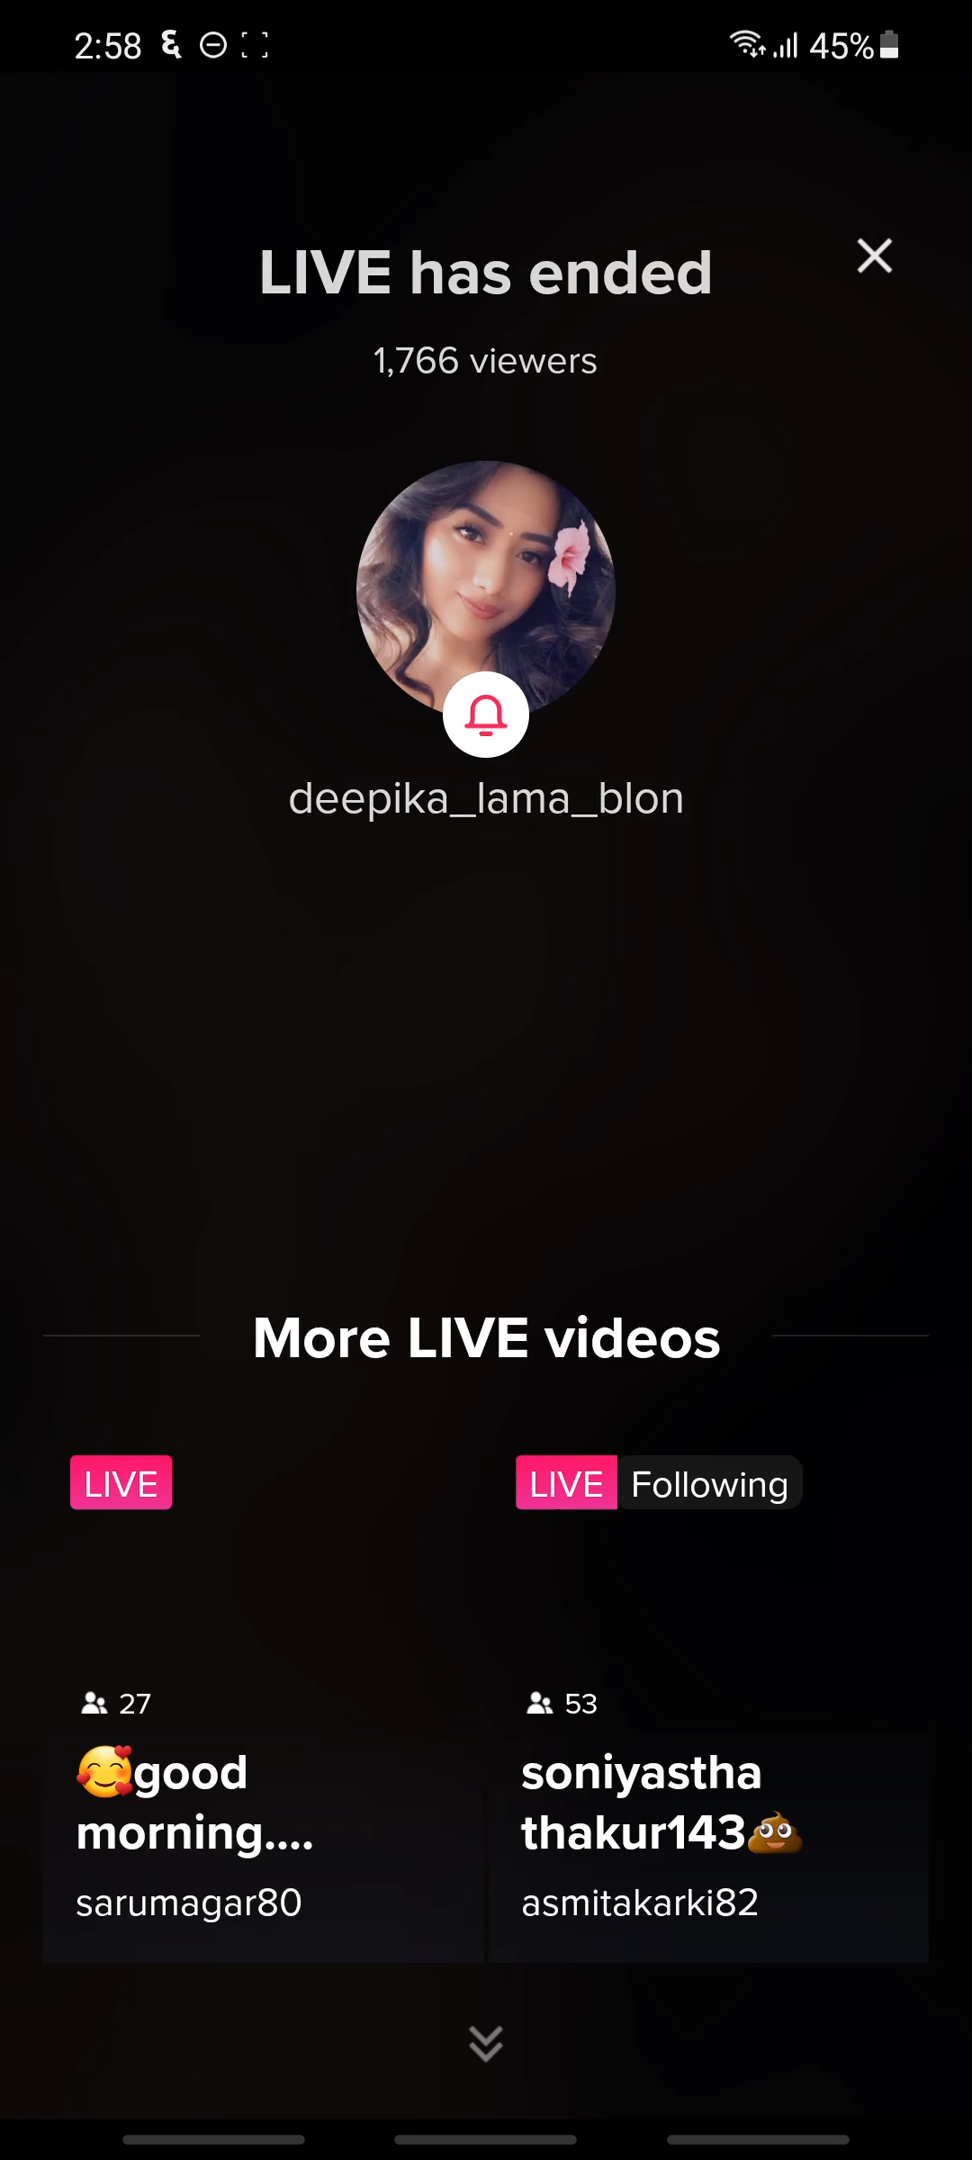 2:58
45%
LIVE has ended
1,766 viewers
deepika_lama_blon
More LIVE videos
LIVE
27
🥰good
morning....
sarumagar80
LIVE Following
53
soniyastha
thakur143💩
asmitakarki82